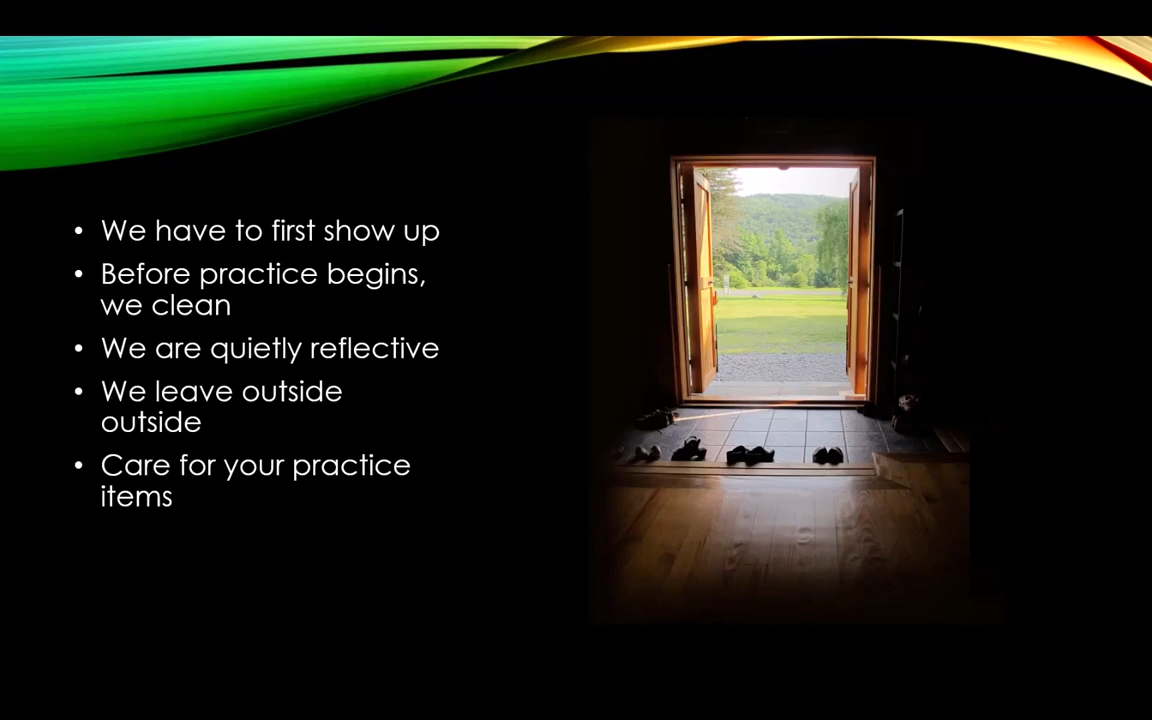 • We have to first show up
• Before practice begins,
we clean
• We are quietly reflective
• We leave outside
outside
• Care for your practice
items